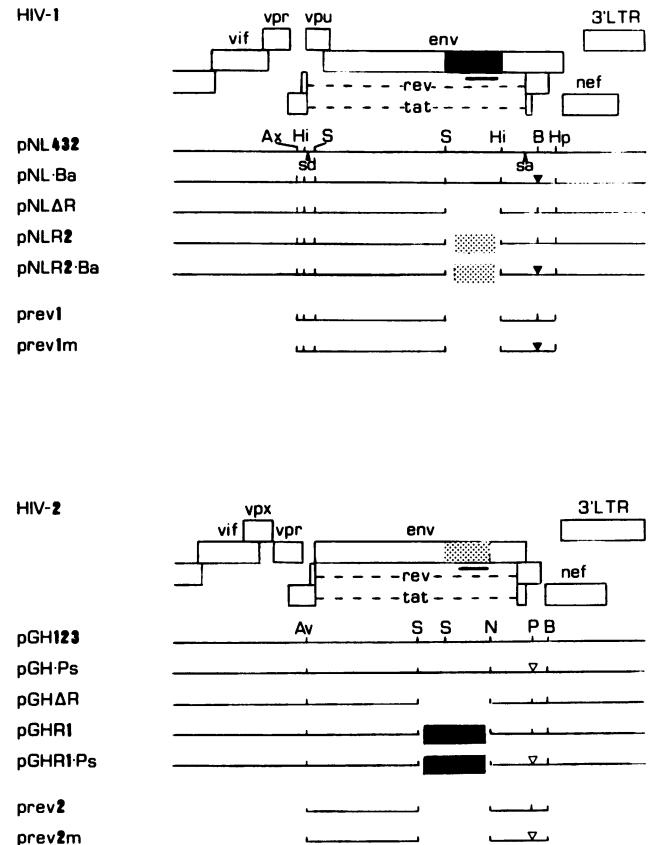 HIV-1
vpr vpu 3'LTR
vif env
rev
nef
tat
Ax Hi S S Hi B Hp
pNL432
sd sa
pNL·Ba
pNLΔR
pNLR2
pNLR2·Ba
prev1
prev1m
HIV-2
vpx 3'LTR
vif vpr env
rev
nef
tat
Av S S N P B
pGH123
pGH·Ps
pGHΔR
pGHR1
pGHR1·Ps
prev2
prev2m